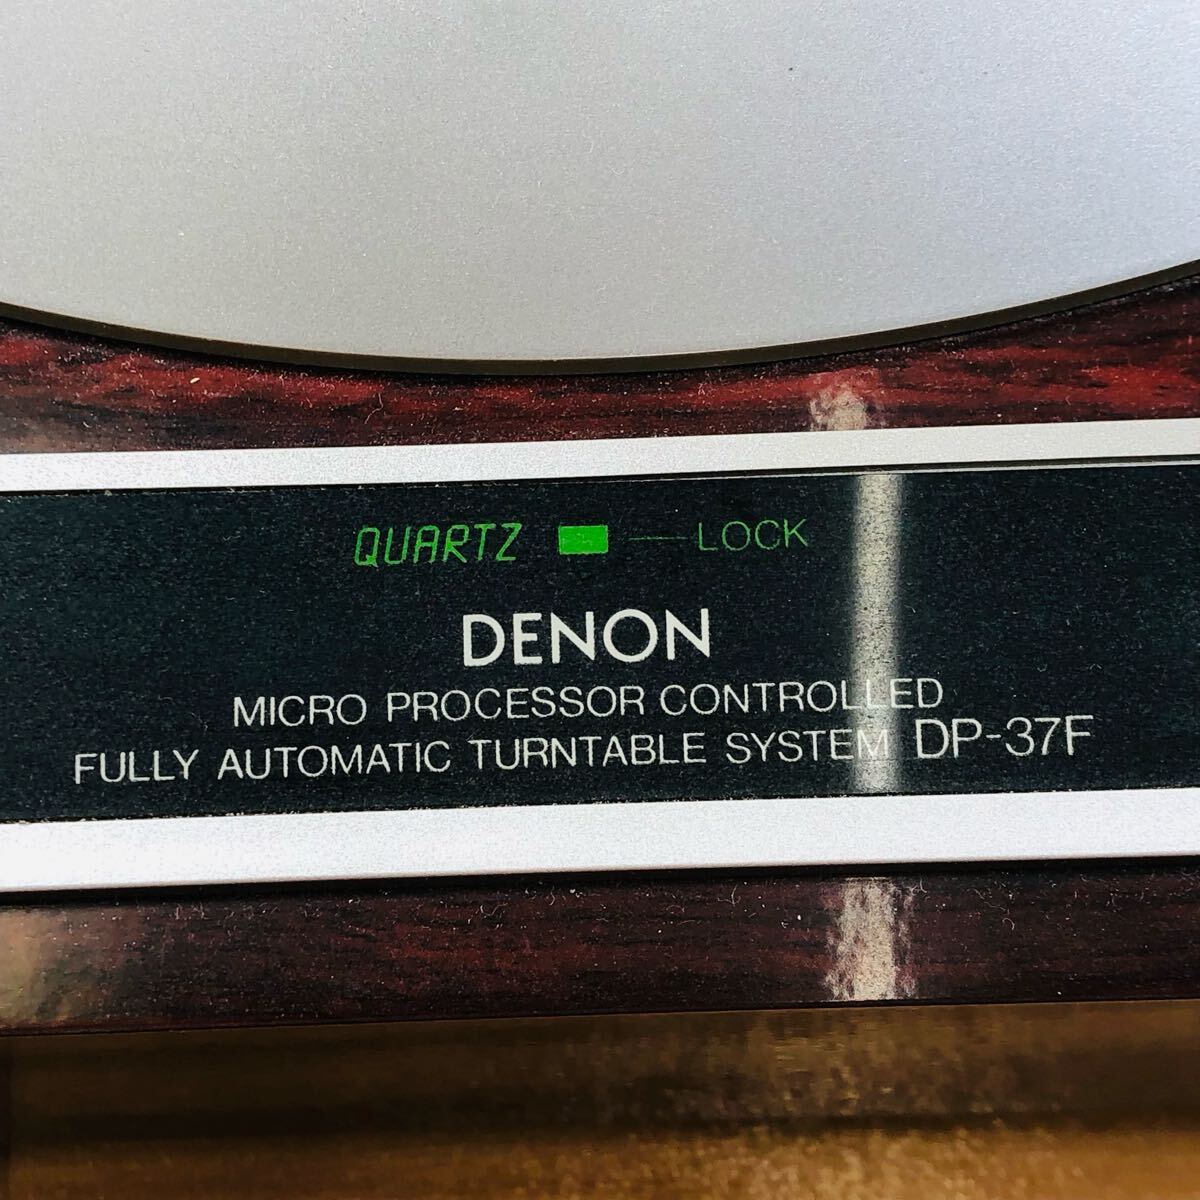 QUARTZ LOCK
DENON
MICRO PROCESSOR CONTROLLED
FULLY AUTOMATIC TURNTABLE SYSTEM DP-37F